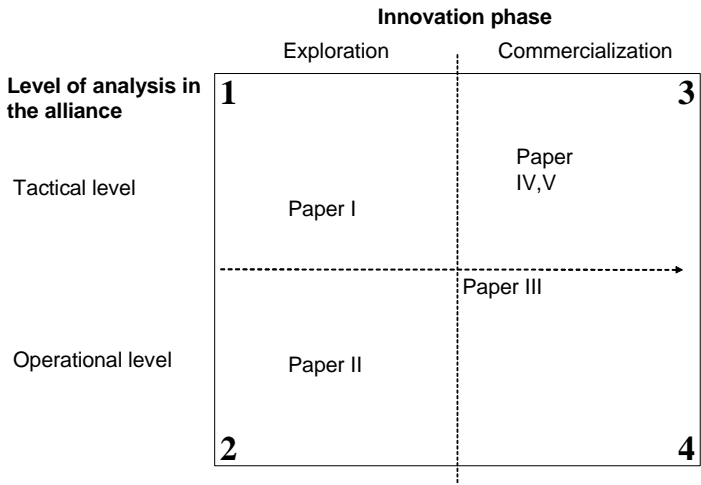 Innovation phase
Exploration
Commercialization
Level of analysis in
the alliance
1
3
Paper
IV,V
Tactical level
Paper I
Paper III
Operational level
Paper II
2
4